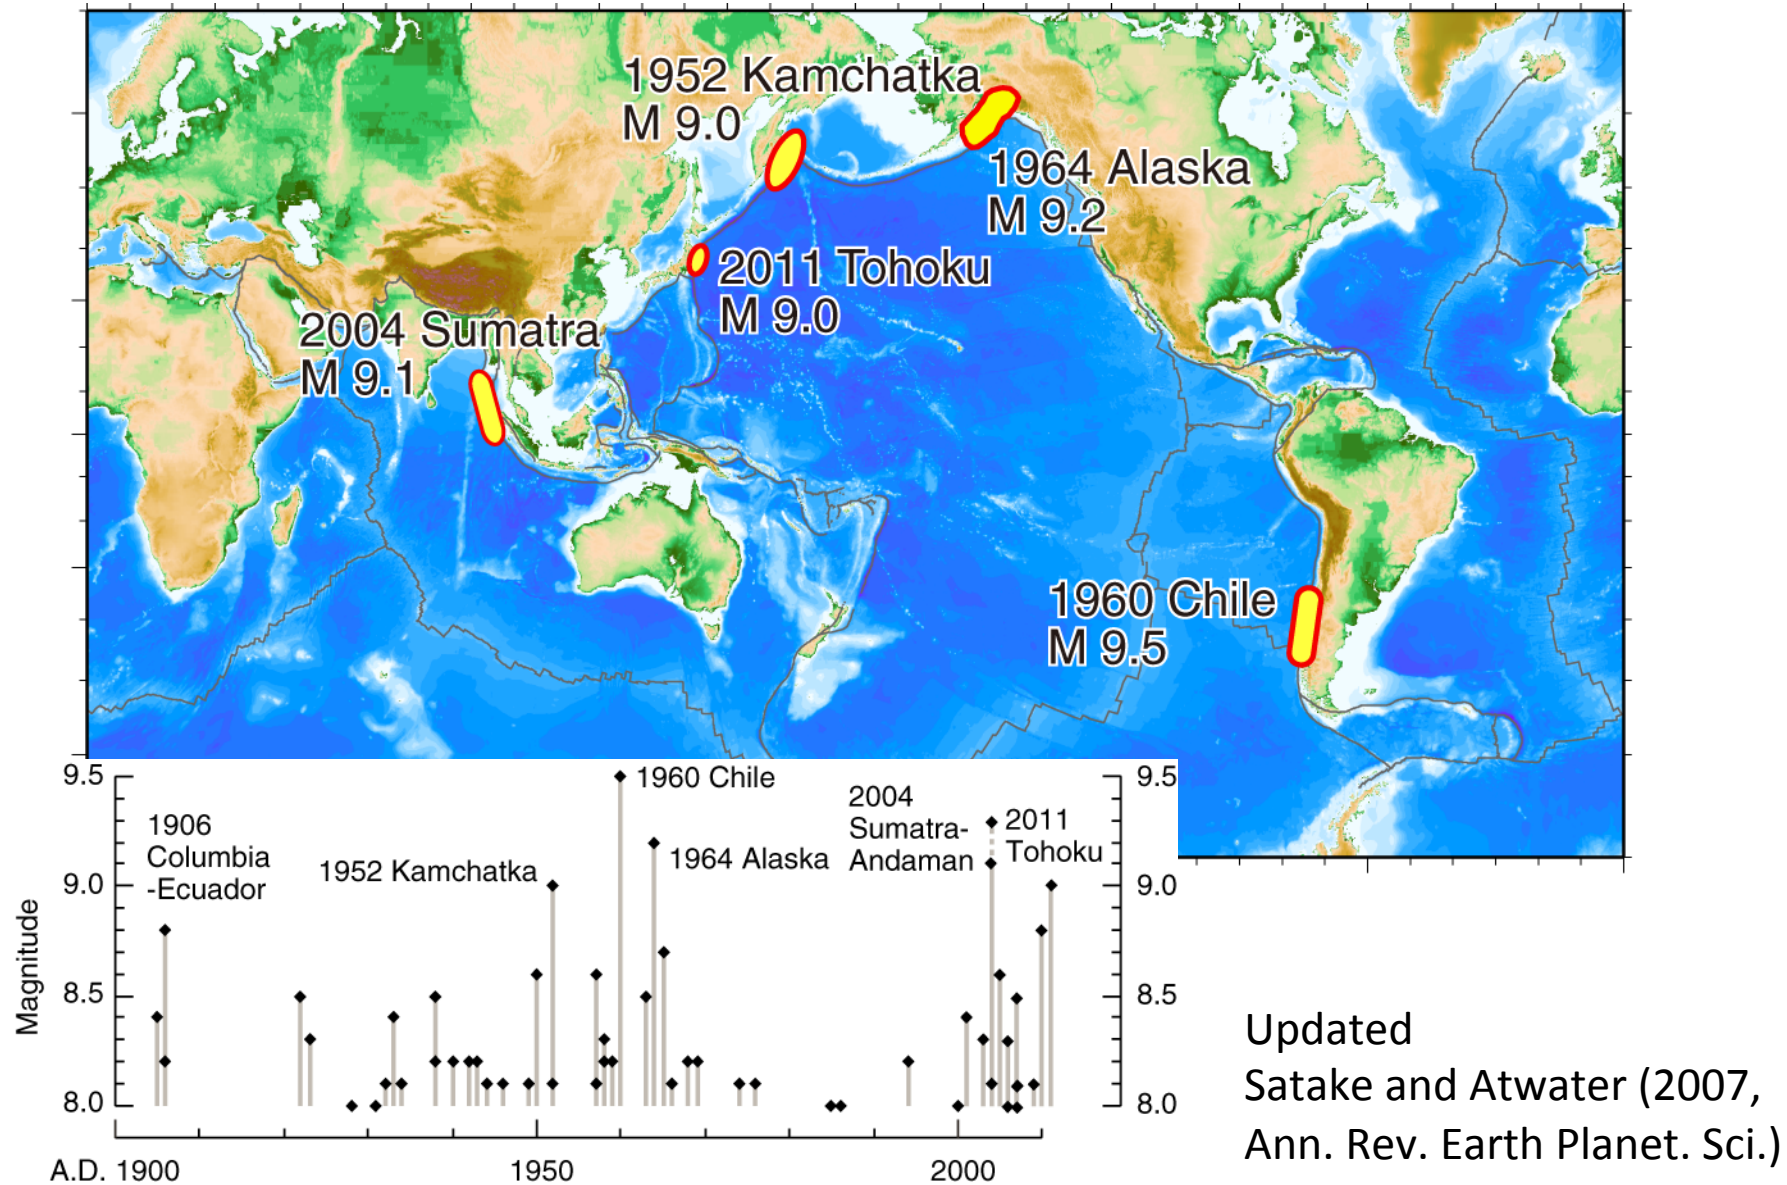 1952 Kamchatka
M 9.0
1964 Alaska
M 9.2
2011 Tohoku
M 9.0
2004 Sumatra
M 9.1
1960 Chile
M 9.5
9.5
9.0
8.5
8.0
Magnitude
1906
Columbia
-Ecuador
1952 Kamchatka
1960 Chile
1964 Alaska
2004
Sumatra-
Andaman
2011
Tohoku
9.5
9.0
8.5
8.0
A.D. 1900
1950
2000
Updated
Satake and Atwater (2007,
Ann. Rev. Earth Planet. Sci.)